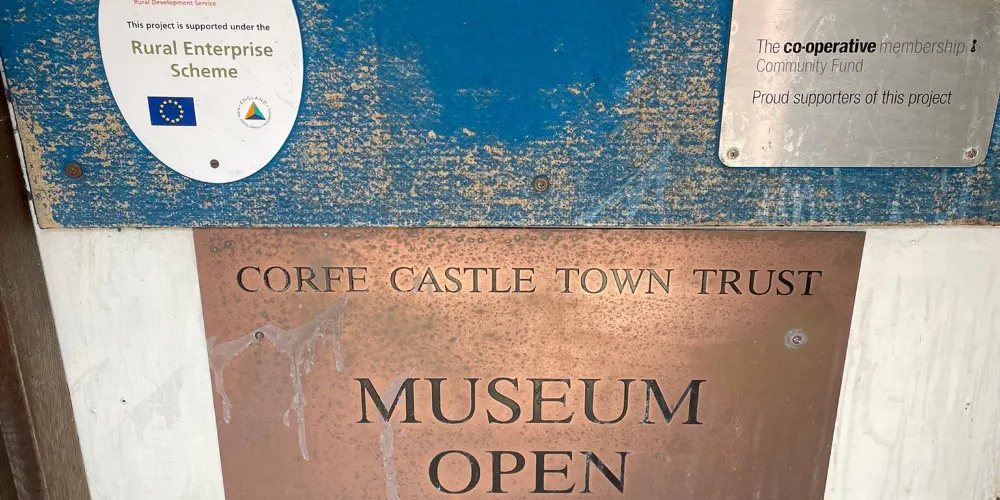 Rural Development Service
This project is supported under the
Rural Enterprise
Scheme
ENGLAND
The co-operative membership
Community Fund
Proud supporters of this project
CORFE CASTLE TOWN TRUST
MUSEUM
OPEN